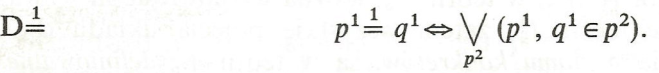 D≝¹ p¹ ≟¹ q¹ ⇔ ⋁ (p¹, q¹ ∈ p²).
p²